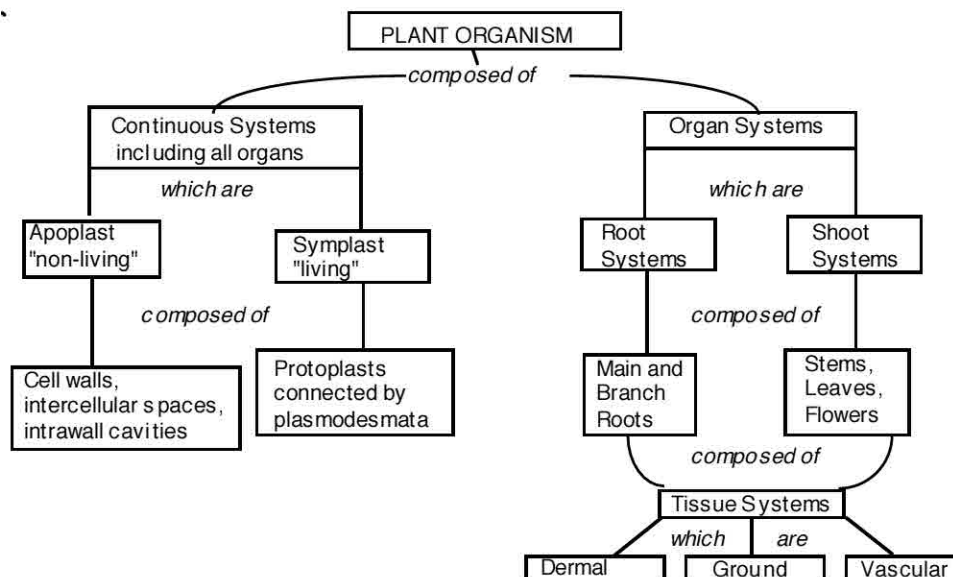 PLANT ORGANISM
composed of
Continuous Systems
including all organs
Organ Systems
which are
which are
Apoplast
"non-living"
Symplast
"living"
Root
Systems
Shoot
Systems
composed of
composed of
Cell walls,
intercellular spaces,
intrawall cavities
Protoplasts
connected by
plasmodesmata
Main and
Branch
Roots
Stems,
Leaves,
Flowers
composed of
Tissue Systems
which are
Dermal
Ground
Vascular